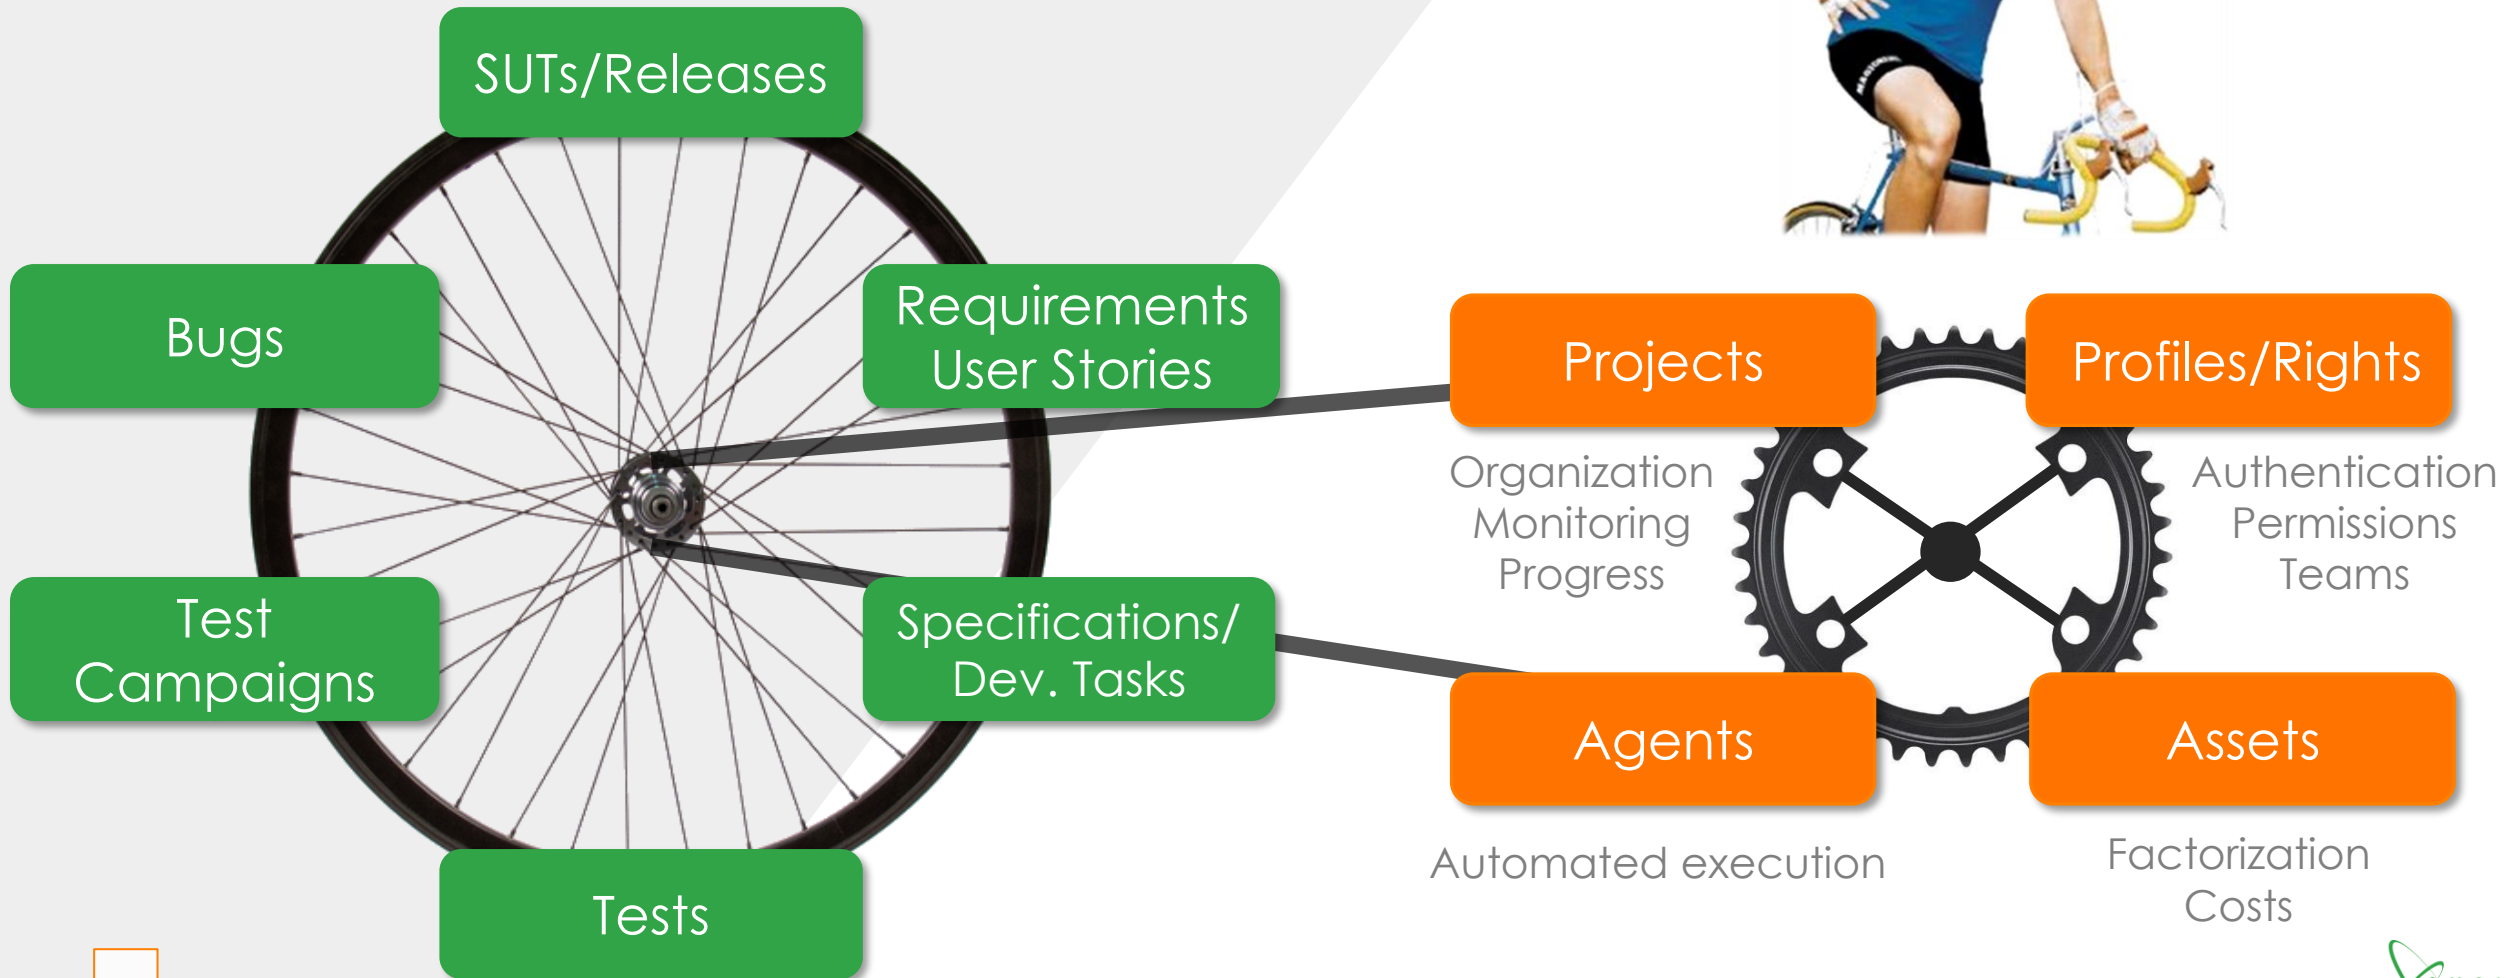 SUTs/Releases
Bugs
Requirements
User Stories
Test
Campaigns
Specifications/
Dev. Tasks
Tests
Projects
Organization
Monitoring
Progress
Profiles/Rights
Authentication
Permissions
Teams
Agents
Automated execution
Assets
Factorization
Costs